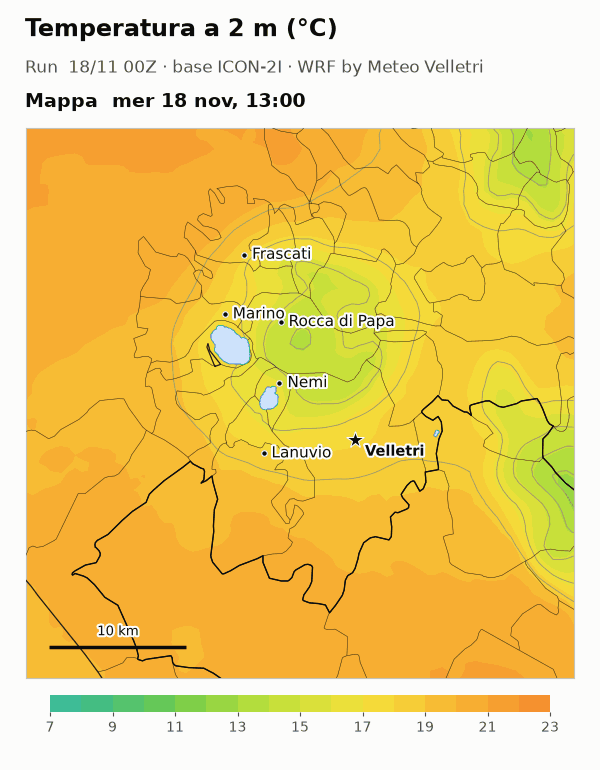 Temperatura a 2 m (°C)
Run  18/11 00Z · base ICON-2I · WRF by Meteo Velletri
Mappa  mer 18 nov, 13:00
Frascati
Marino
Rocca di Papa
Nemi
Lanuvio
Velletri
10 km
7 9 11 13 15 17 19 21 23